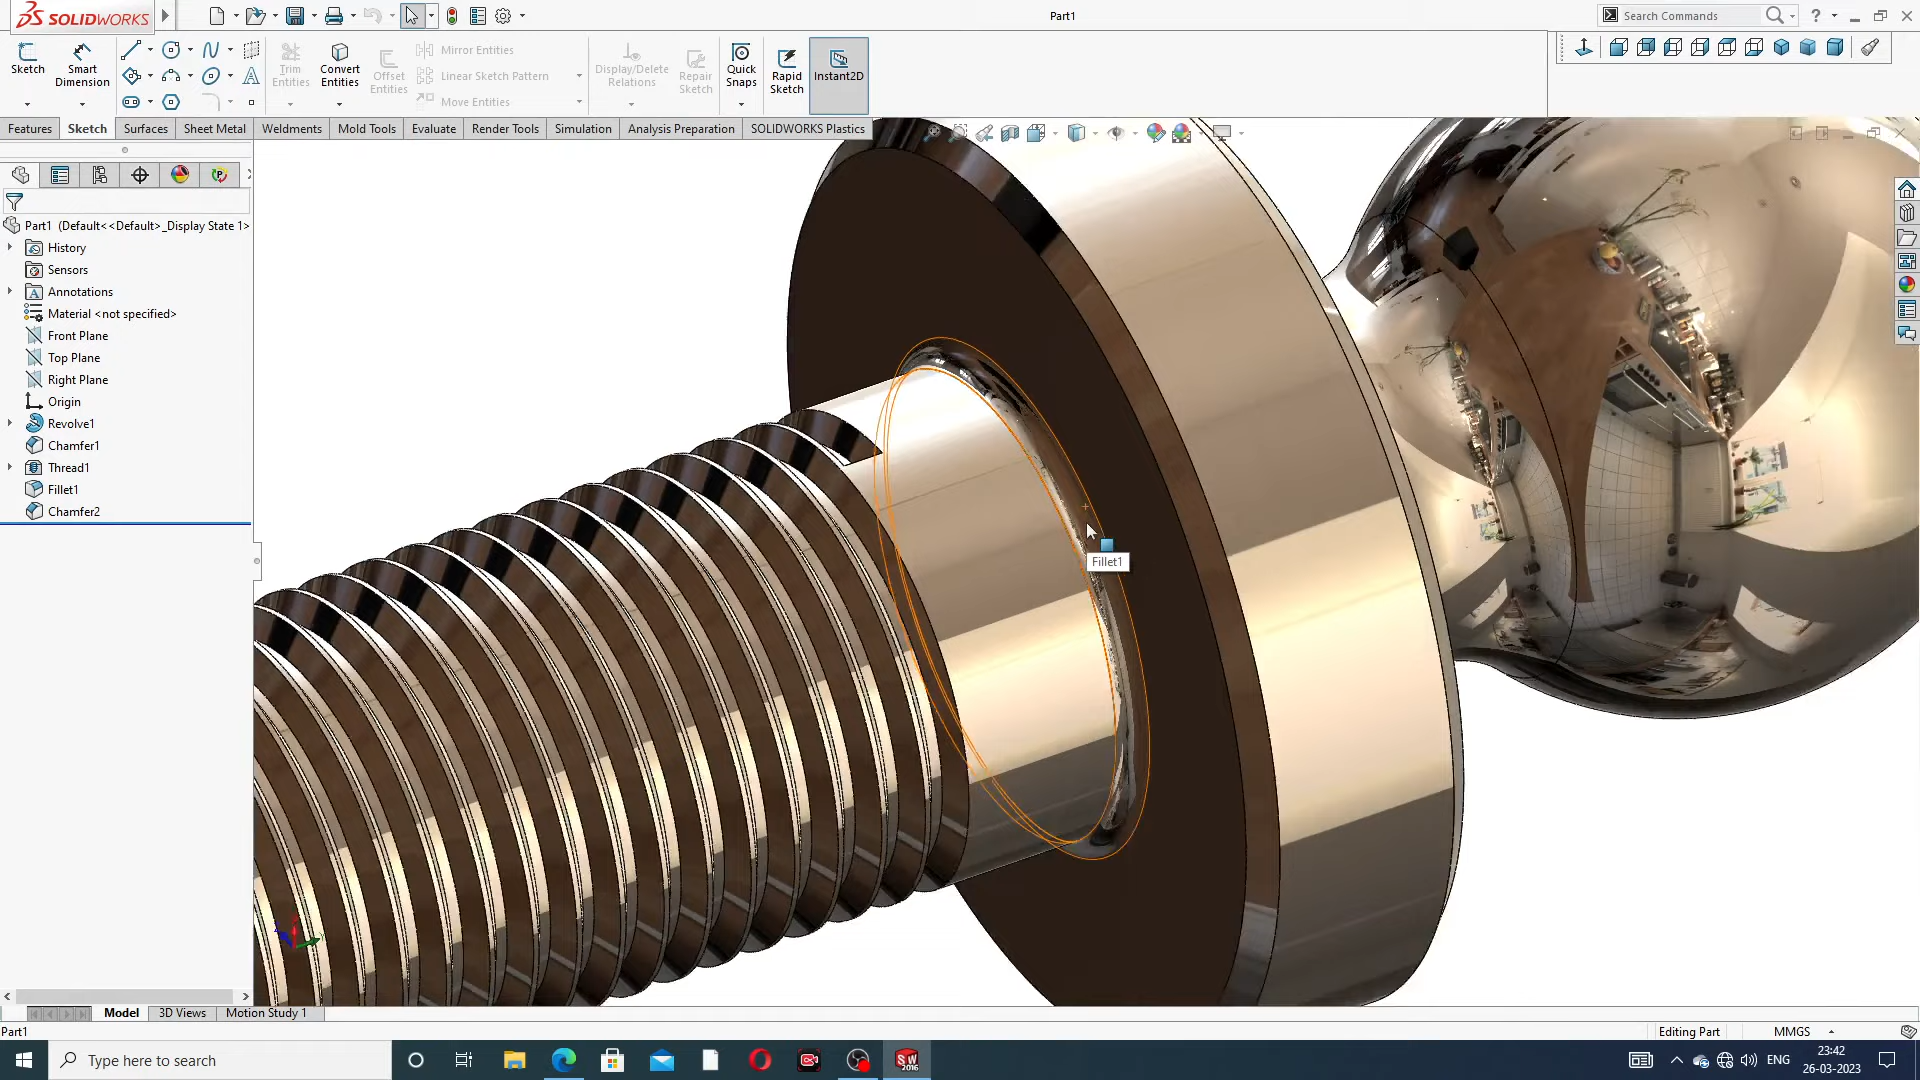 SOLIDWORKS
Part1
Search Commands
Sketch
Smart Dimension
Trim Entities
Convert Entities
Offset Entities
Mirror Entities
Linear Sketch Pattern
Move Entities
Display/Delete Relations
Repair Sketch
Quick Snaps
Rapid Sketch
Instant2D
Features
Sketch
Surfaces
Sheet Metal
Weldments
Mold Tools
Evaluate
Render Tools
Simulation
Analysis Preparation
SOLIDWORKS Plastics
Part1 (Default<<Default>_Display State 1>
History
Sensors
Annotations
Material <not specified>
Front Plane
Top Plane
Right Plane
Origin
Revolve1
Chamfer1
Thread1
Fillet1
Chamfer2
Fillet1
Model
3D Views
Motion Study 1
Part1
Editing Part
MMGS
Type here to search
SW
2016
ENG
23:42
26-03-2023